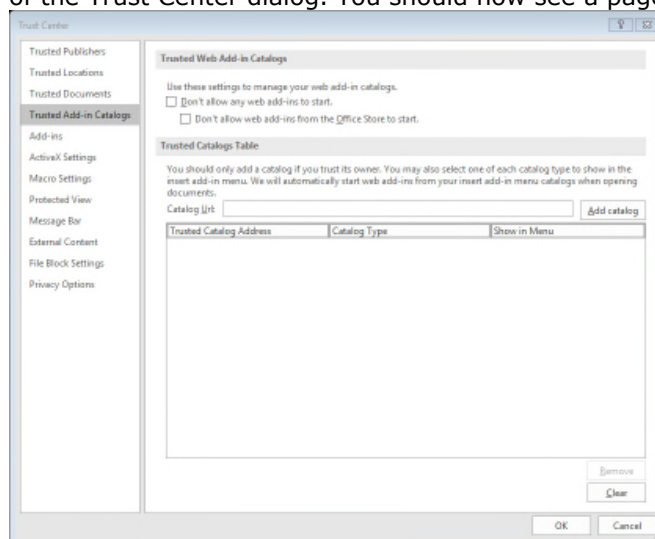 of the Trust Center dialog. You should now see a page
Trust Center
Trusted Publishers
Trusted Locations
Trusted Documents
Trusted Add-in Catalogs
Add-ins
ActiveX Settings
Macro Settings
Protected View
Message Bar
External Content
File Block Settings
Privacy Options
Trusted Web Add-in Catalogs
Use these settings to manage your web add-in catalogs.
Don't allow any web add-ins to start.
Don't allow web add-ins from the Office Store to start.
Trusted Catalogs Table
You should only add a catalog if you trust its owner. You may also select one of each catalog type to show in the
insert add-in menu. We will automatically start web add-ins from your insert add-in menu catalogs when opening
documents.
Catalog Url: Add catalog
Trusted Catalog Address Catalog Type Show in Menu
Remove
Clear
OK Cancel